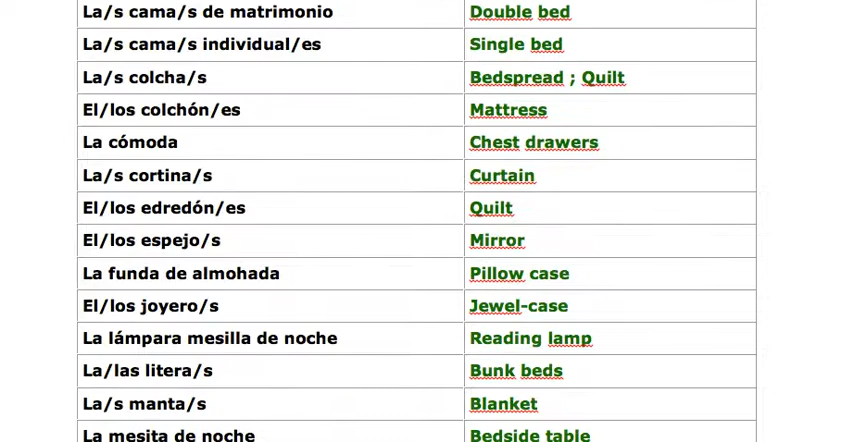 La/s cama/s de matrimonio Double bed
La/s cama/s individual/es Single bed
La/s colcha/s Bedspread ; Quilt
El/los colchón/es Mattress
La cómoda Chest drawers
La/s cortina/s Curtain
El/los edredón/es Quilt
El/los espejo/s Mirror
La funda de almohada Pillow case
El/los joyero/s Jewel-case
La lámpara mesilla de noche Reading lamp
La/las litera/s Bunk beds
La/s manta/s Blanket
La mesita de noche Bedside table